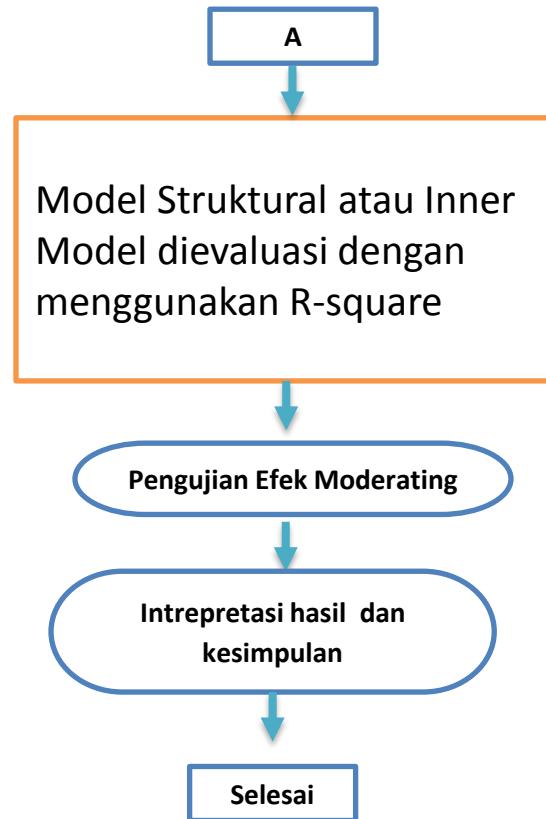 A
Model Struktural atau Inner
Model dievaluasi dengan
menggunakan R-square
Pengujian Efek Moderating
Intrepretasi hasil dan
kesimpulan
Selesai